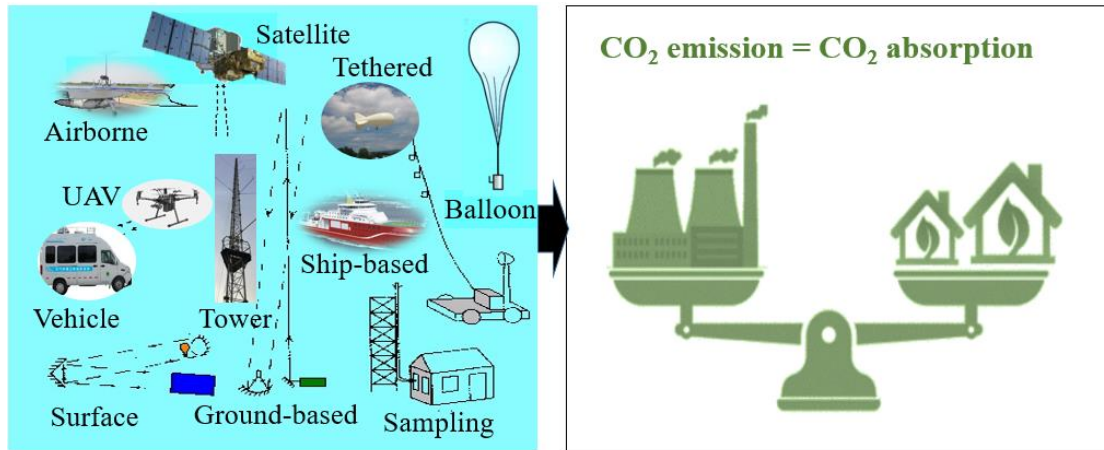 Satellite
Tethered
Airborne
UAV
Balloon
Ship-based
Vehicle
Tower
Surface
Ground-based
Sampling
CO₂ emission = CO₂ absorption